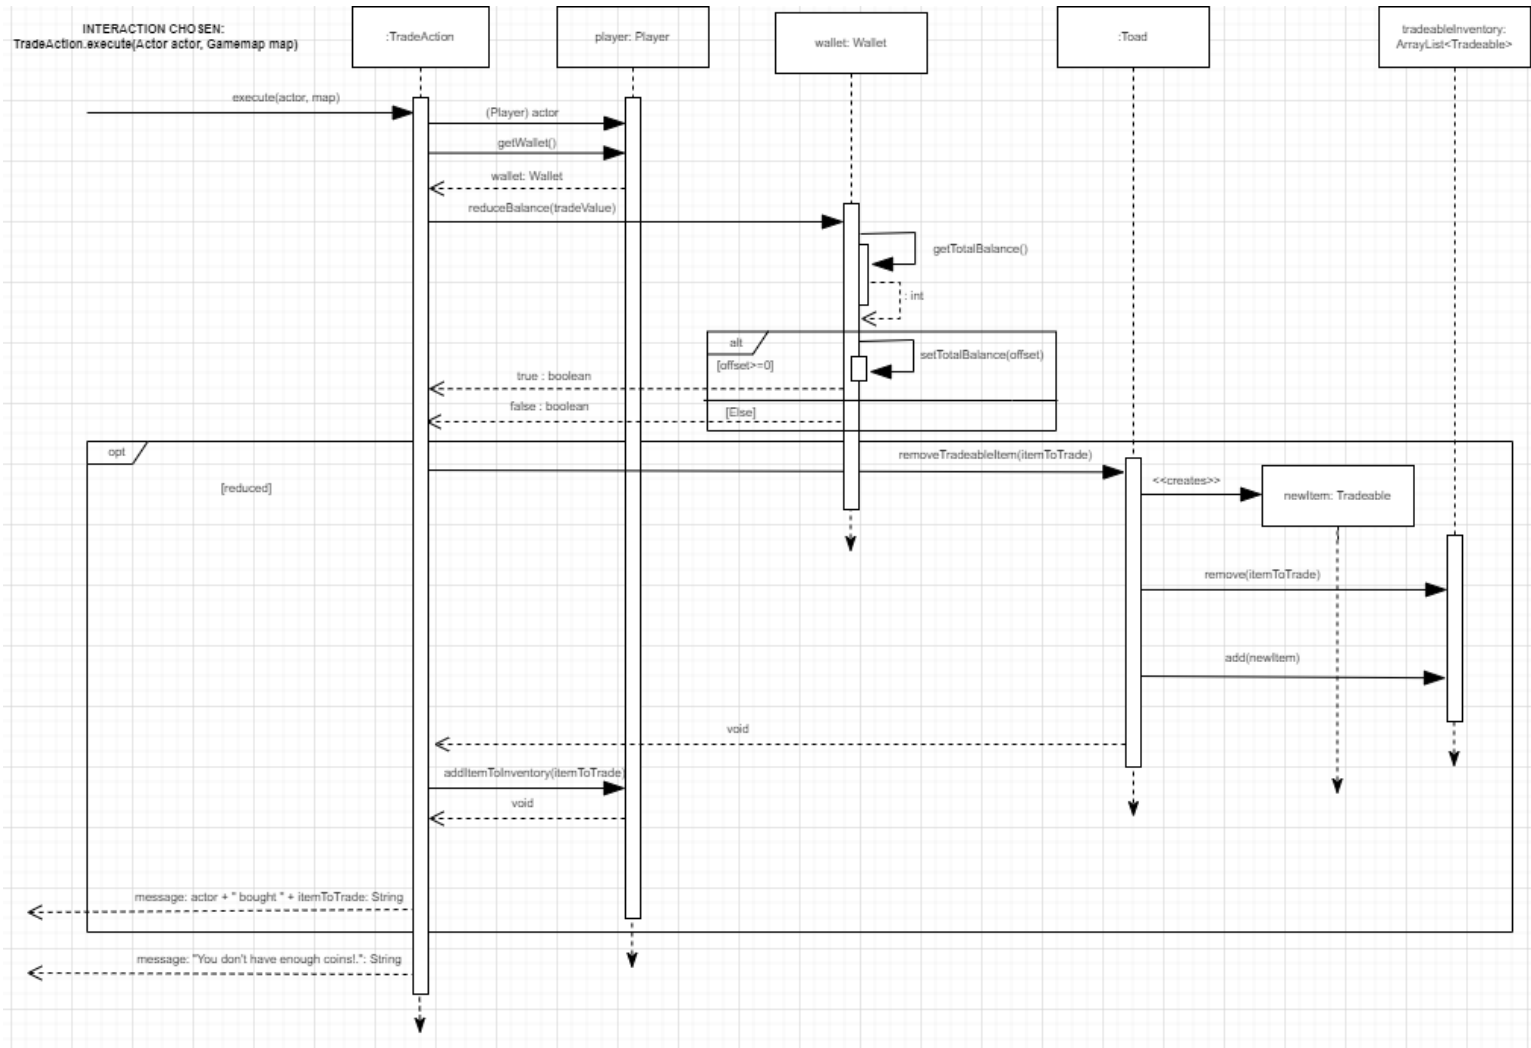 INTERACTION CHOSEN:
TradeAction.execute(Actor actor, Gamemap map)
:TradeAction
player: Player
wallet: Wallet
:Toad
tradeableInventory:
ArrayList<Tradeable>
execute(actor, map)
(Player) actor
getWallet()
wallet: Wallet
reduceBalance(tradeValue)
getTotalBalance()
: int
alt
[offset>=0]
setTotalBalance(offset)
true : boolean
false : boolean
[Else]
opt
[reduced]
removeTradeableItem(itemToTrade)
<<creates>>
newItem: Tradeable
remove(itemToTrade)
add(newItem)
void
addItemToInventory(itemToTrade)
void
message: actor + " bought " + itemToTrade: String
message: "You don't have enough coins!.": String